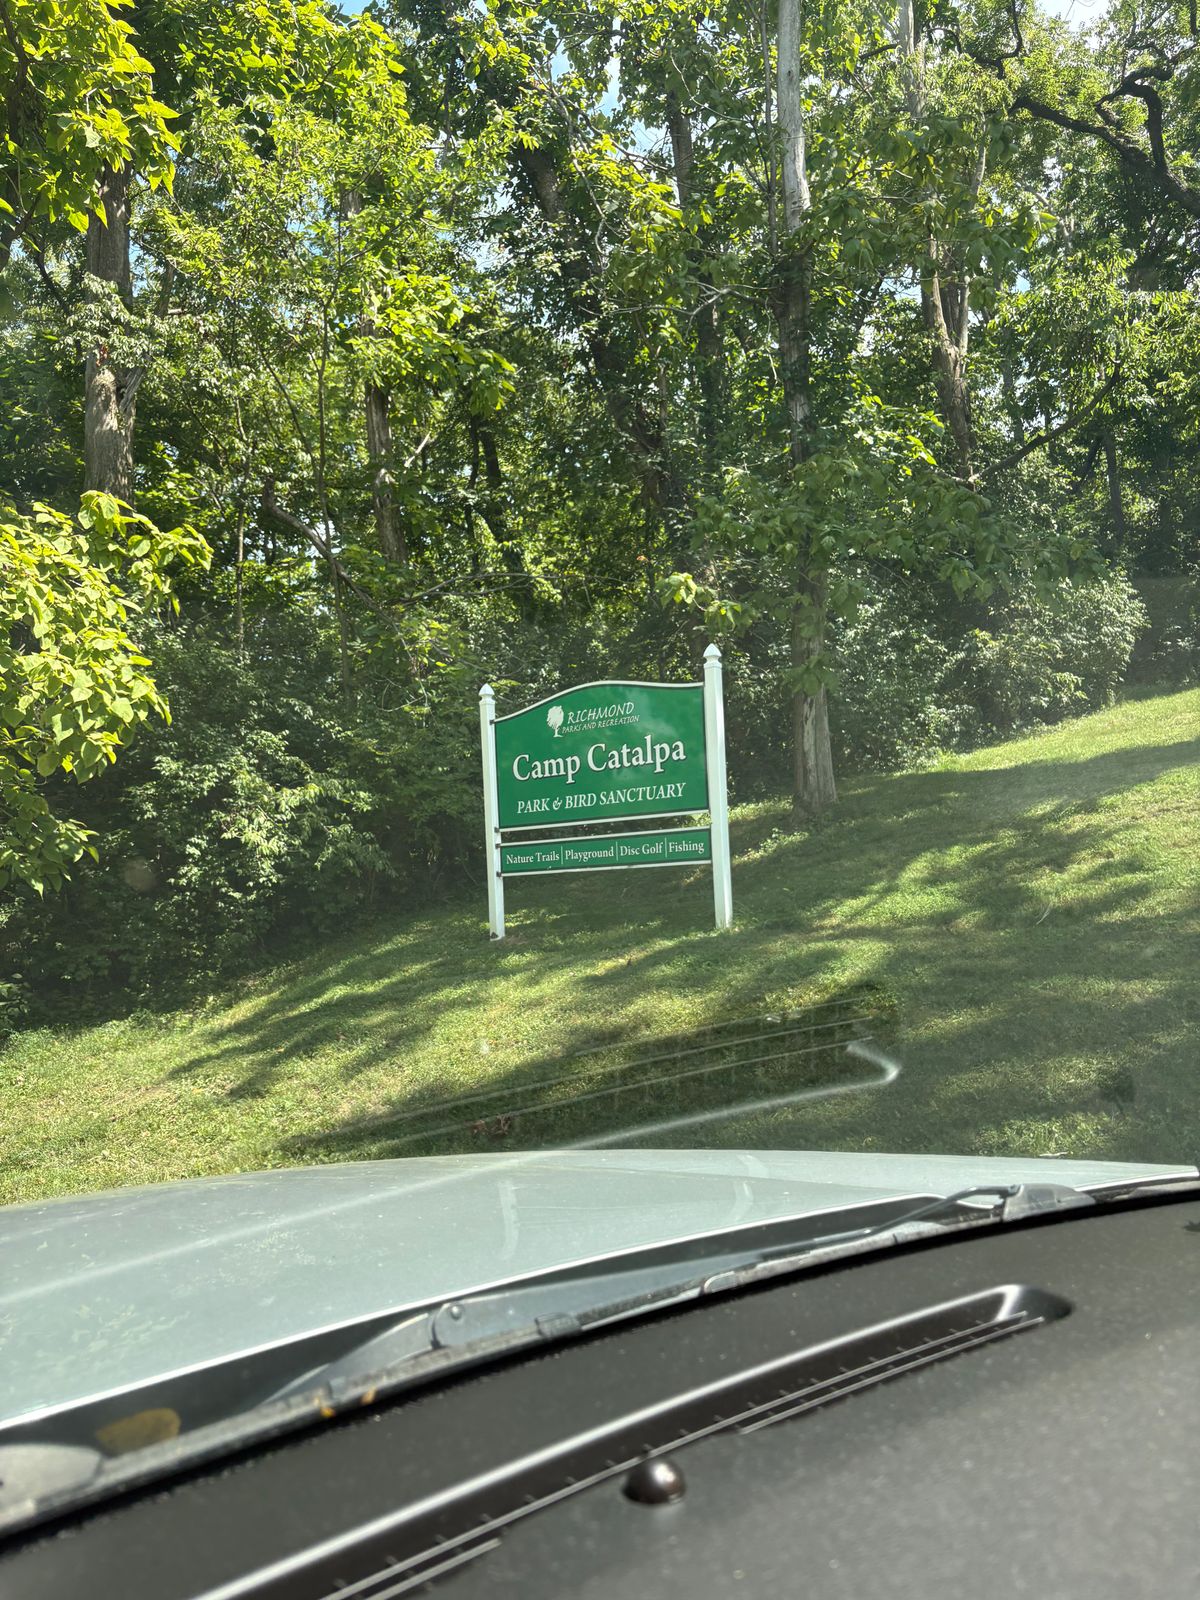 RICHMOND
PARKS AND RECREATION
Camp Catalpa
PARK & BIRD SANCTUARY
Nature Trails | Playground | Disc Golf | Fishing